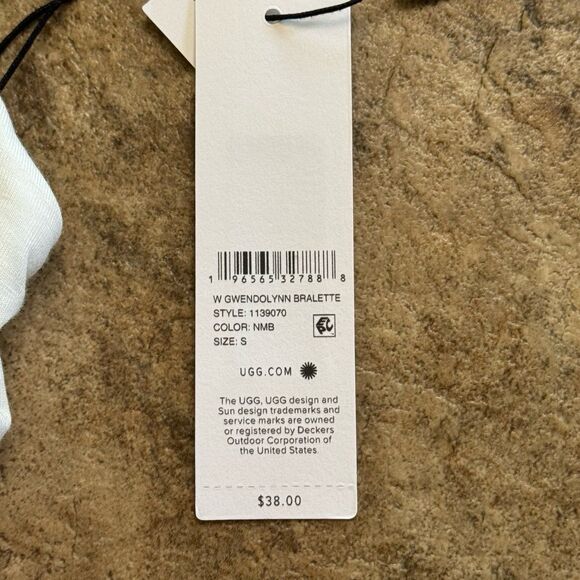 1 96565 32788 8
W GWENDOLYNN BRALETTE
STYLE: 1139070
COLOR: NMB
SIZE: S
UGG.COM
The UGG, UGG design and
Sun design trademarks and
service marks are owned
or registered by Deckers
Outdoor Corporation of
the United States.
$38.00